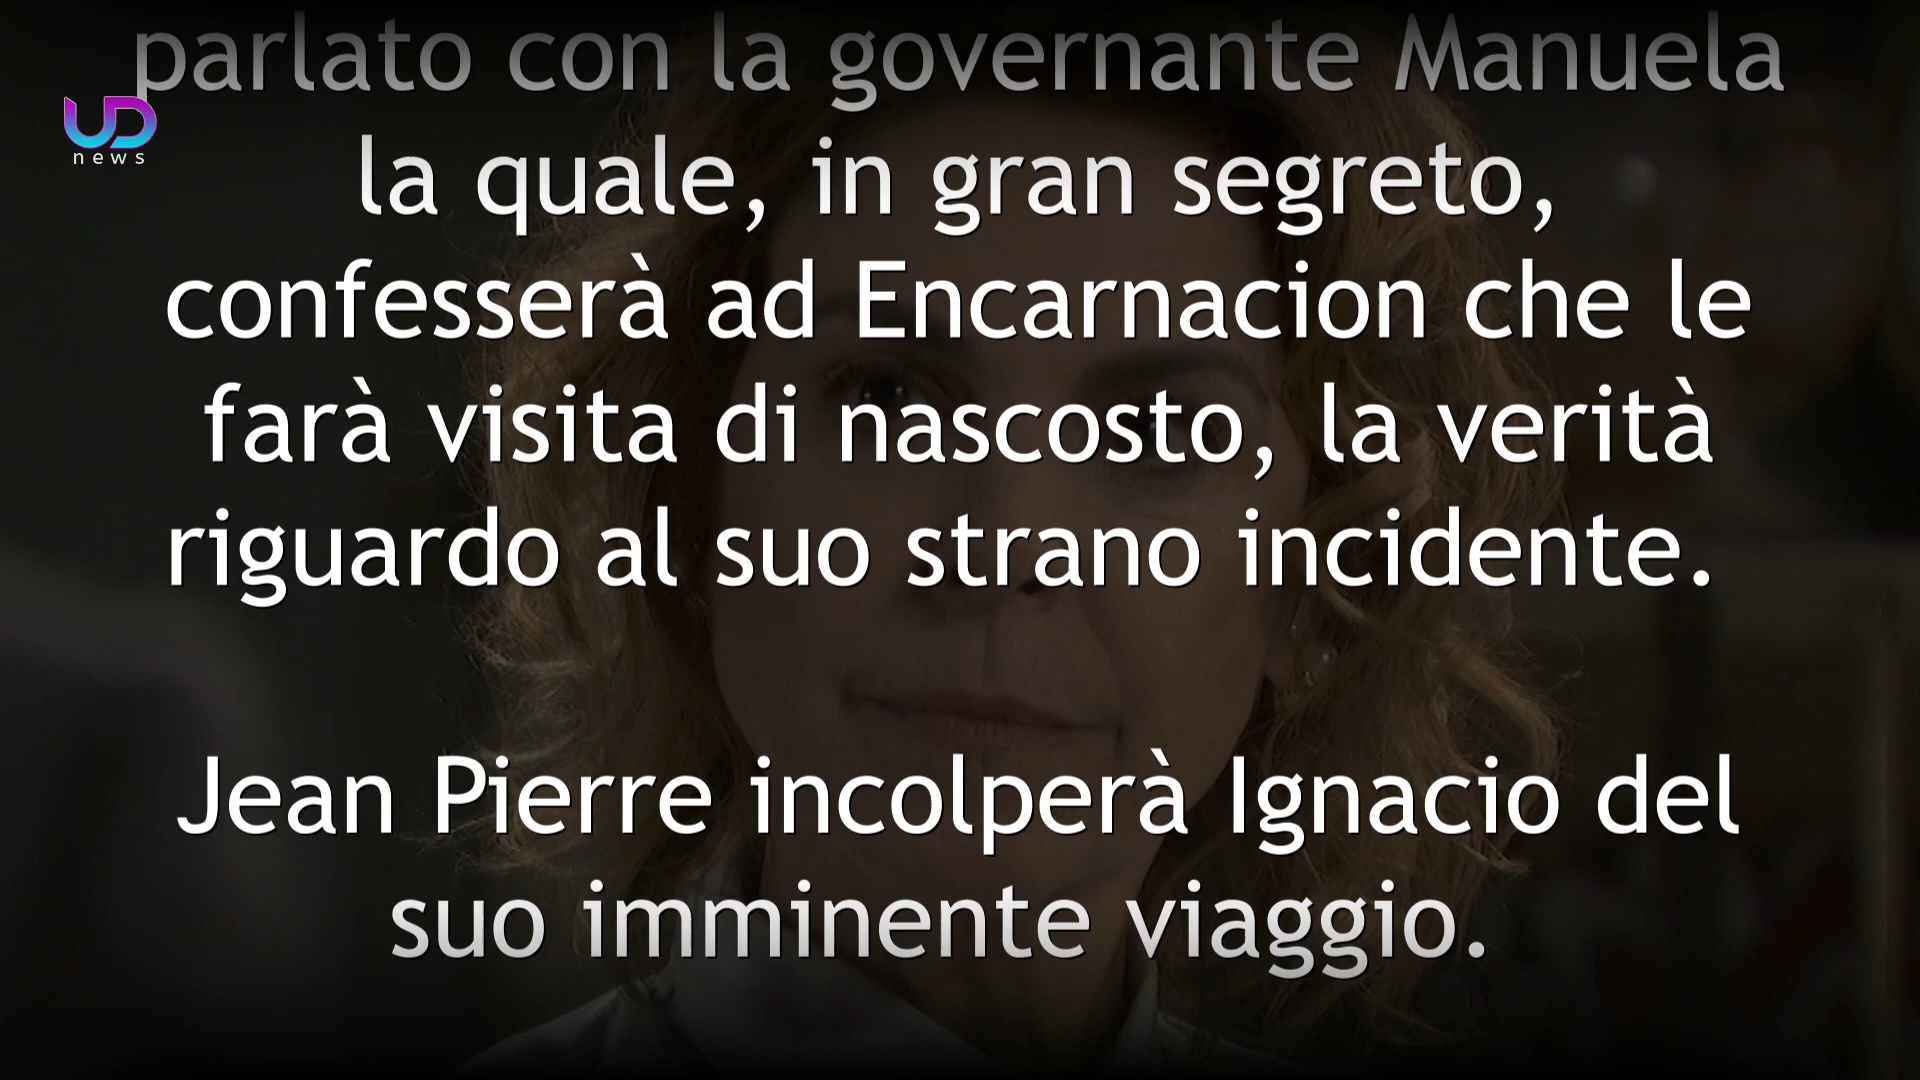 parlato con la governante Manuela
UD
news
la quale, in gran segreto,
confesserà ad Encarnacion che le
farà visita di nascosto, la verità
riguardo al suo strano incidente.
Jean Pierre incolperà Ignacio del
suo imminente viaggio.